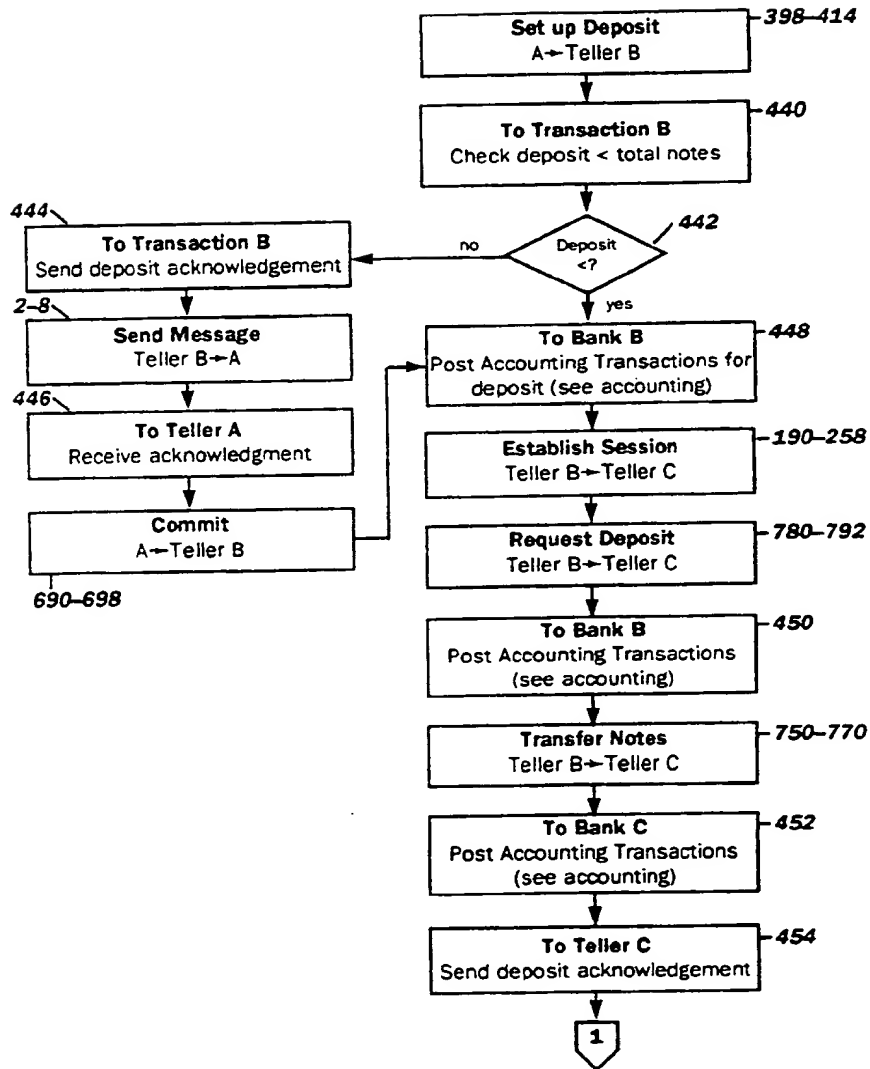 Set up Deposit
A→Teller B
398–414
To Transaction B
Check deposit < total notes
440
Deposit
<?
442
no
yes
444
To Transaction B
Send deposit acknowledgement
2–8
Send Message
Teller B→A
446
To Teller A
Receive acknowledgment
Commit
A→Teller B
690–698
To Bank B
Post Accounting Transactions for
deposit (see accounting)
448
Establish Session
Teller B→Teller C
190–258
Request Deposit
Teller B→Teller C
780–792
To Bank B
Post Accounting Transactions
(see accounting)
450
Transfer Notes
Teller B→Teller C
750–770
To Bank C
Post Accounting Transactions
(see accounting)
452
To Teller C
Send deposit acknowledgement
454
1